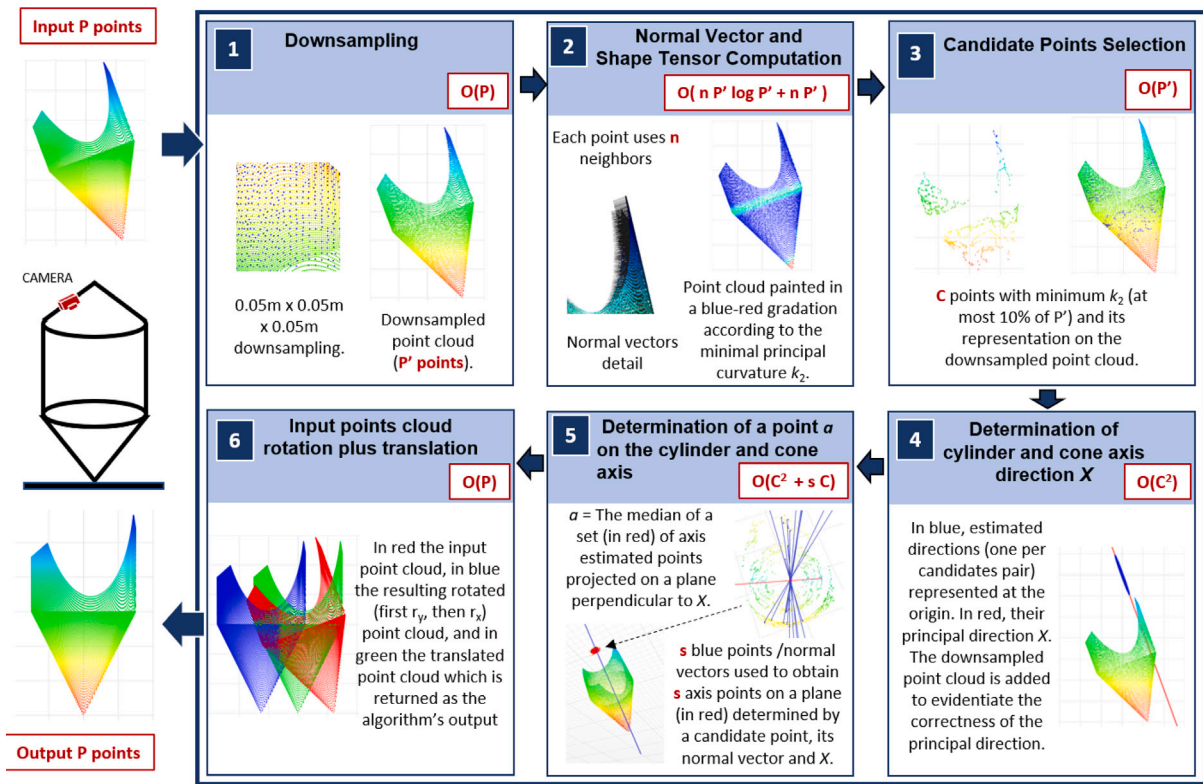 Input P points
CAMERA
Output P points
1
Downsampling
O(P)
0.05m x 0.05m
x 0.05m
downsampling.
Downsampled
point cloud
(P' points).
2
Normal Vector and
Shape Tensor Computation
O( n P' log P' + n P' )
Each point uses n
neighbors
Normal vectors
detail
Point cloud painted in
a blue-red gradation
according to the
minimal principal
curvature k₂.
3
Candidate Points Selection
O(P')
C points with minimum k₂ (at
most 10% of P') and its
representation on the
downsampled point cloud.
4
Determination of
cylinder and cone axis
direction X
O(C²)
In blue, estimated
directions (one per
candidates pair)
represented at the
origin. In red, their
principal direction X.
The downsampled
point cloud is added
to evidentiate the
correctness of the
principal direction.
5
Determination of a point a
on the cylinder and cone
axis
O(C² + s C)
a = The median of a
set (in red) of axis
estimated points
projected on a plane
perpendicular to X.
s blue points /normal
vectors used to obtain
s axis points on a plane
(in red) determined by
a candidate point, its
normal vector and X.
6
Input points cloud
rotation plus translation
O(P)
In red the input
point cloud, in blue
the resulting rotated
(first rᵧ, then rₓ)
point cloud, and in
green the translated
point cloud which is
returned as the
algorithm's output